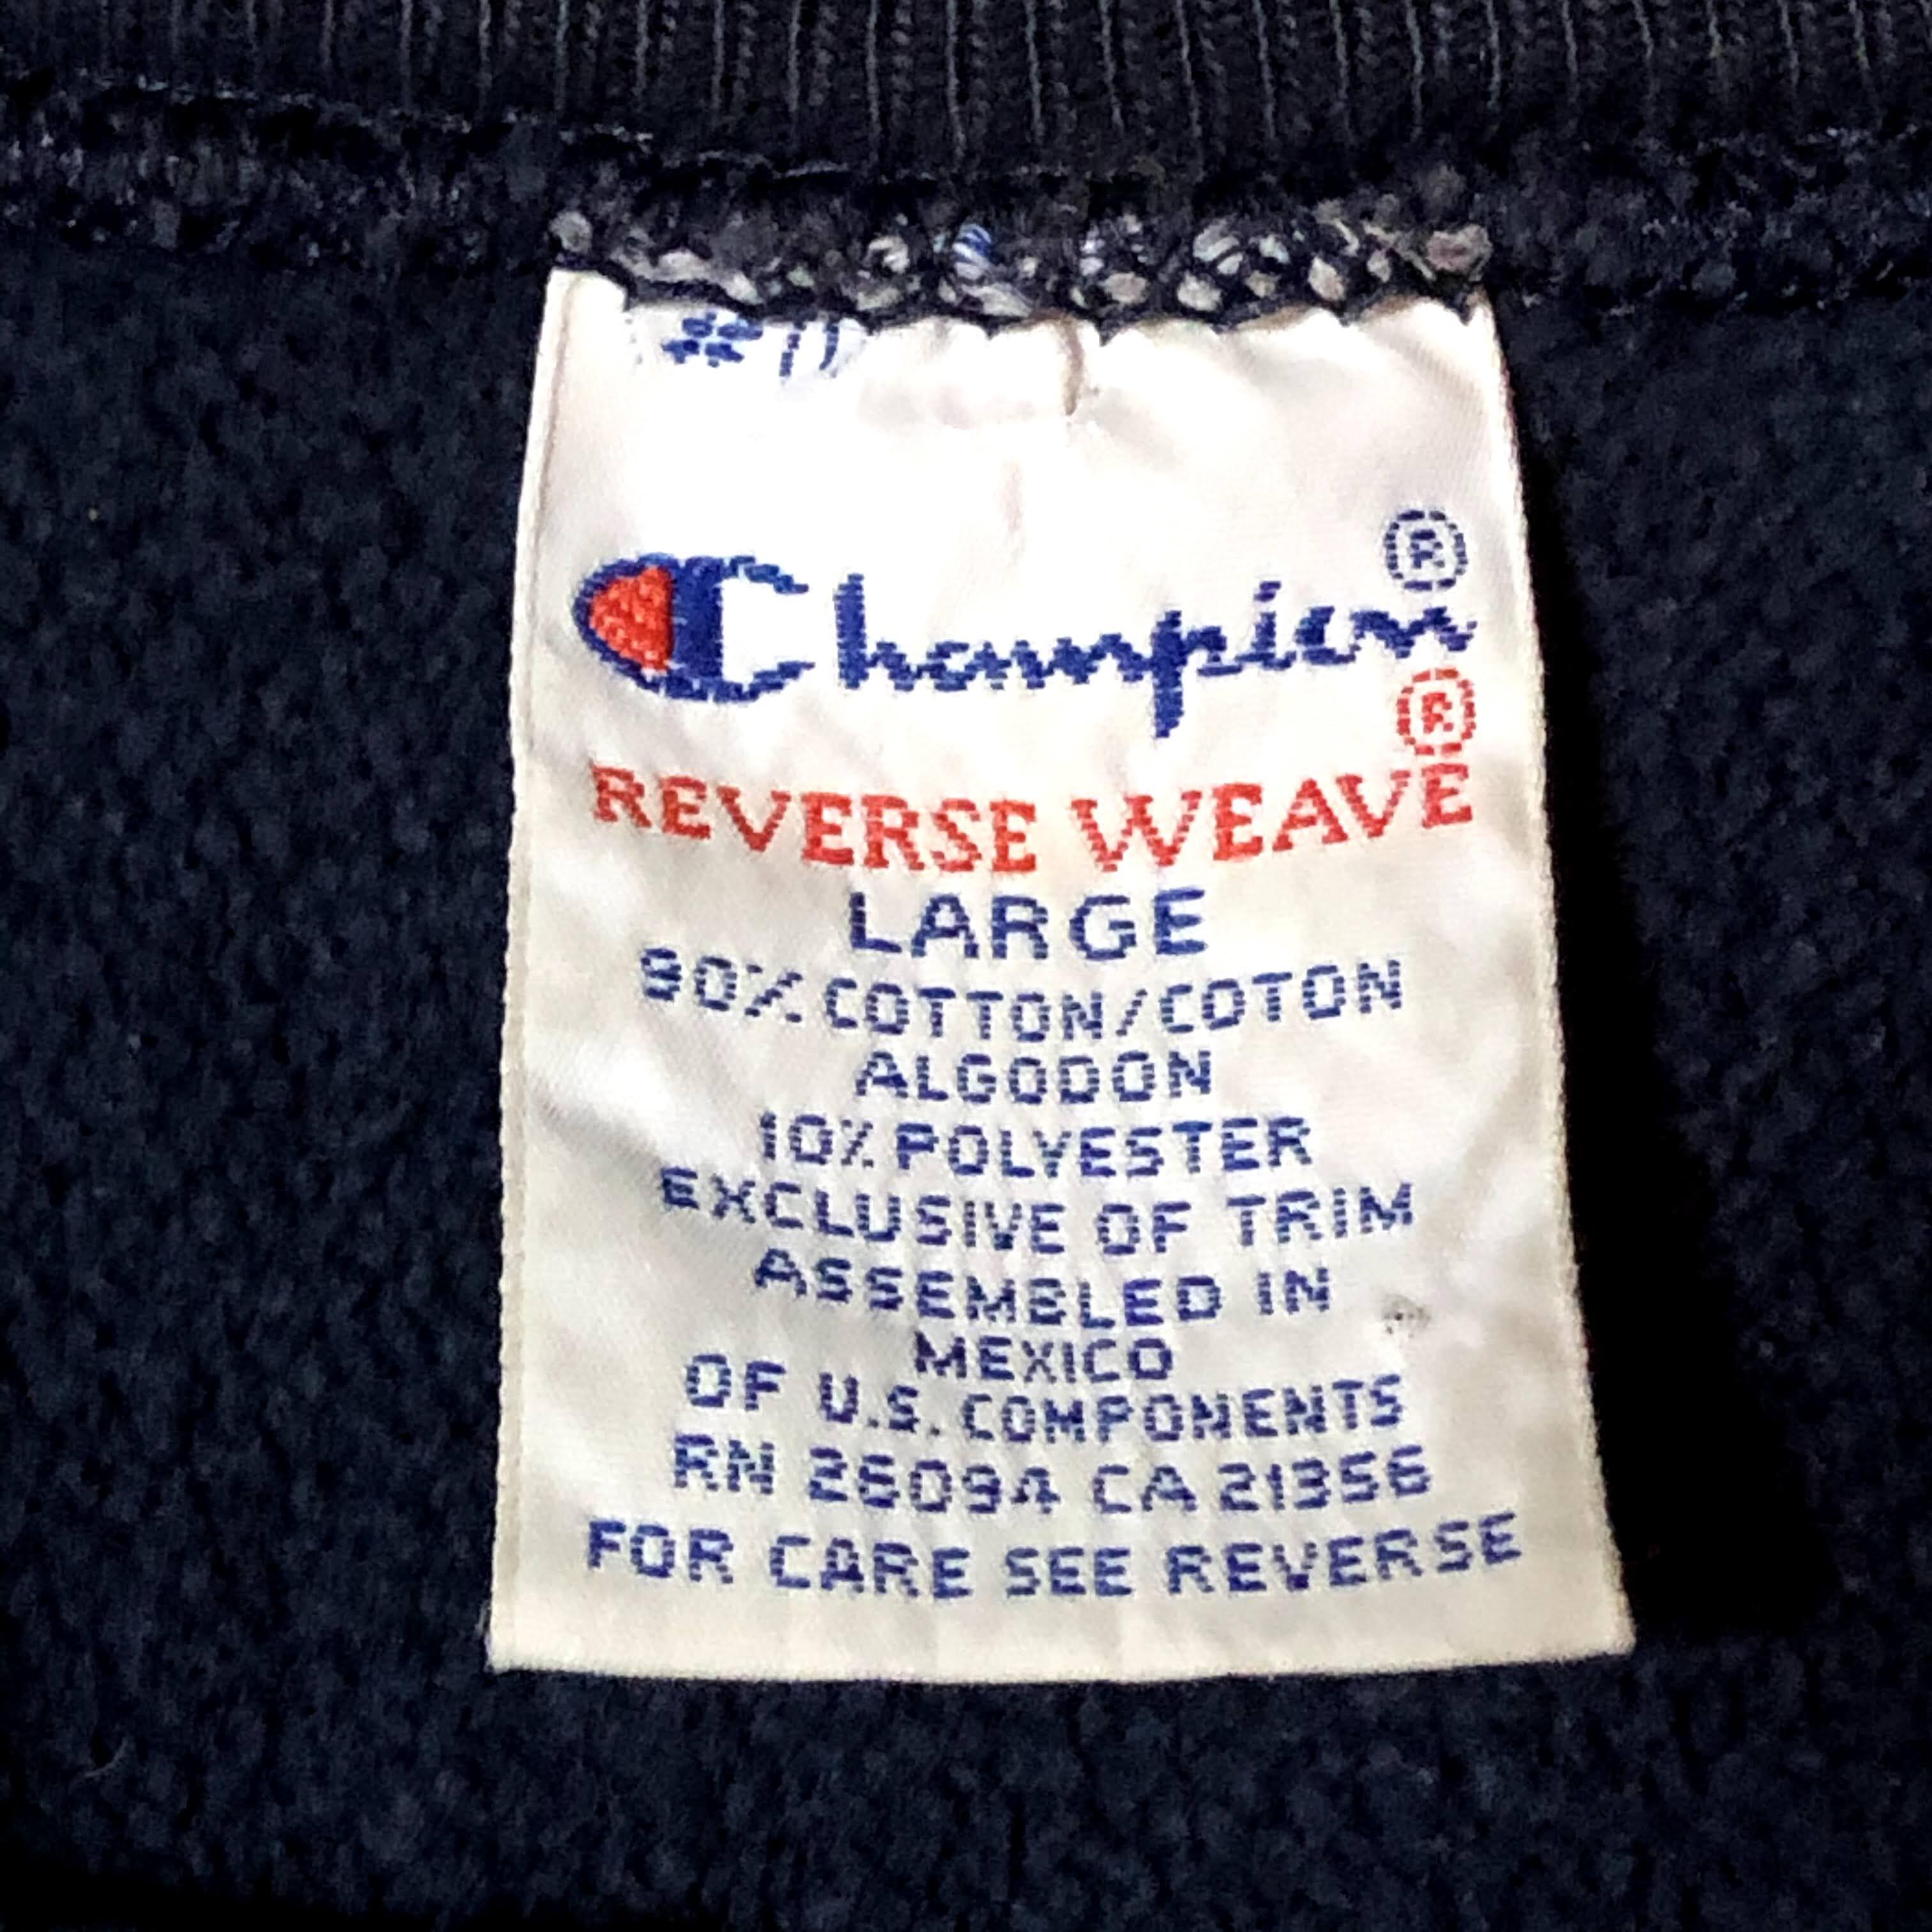 Champion®
REVERSE WEAVE®
LARGE
90% COTTON/COTON
ALGODON
10% POLYESTER
EXCLUSIVE OF TRIM
ASSEMBLED IN
MEXICO
OF U.S. COMPONENTS
RN 26094 CA 21356
FOR CARE SEE REVERSE